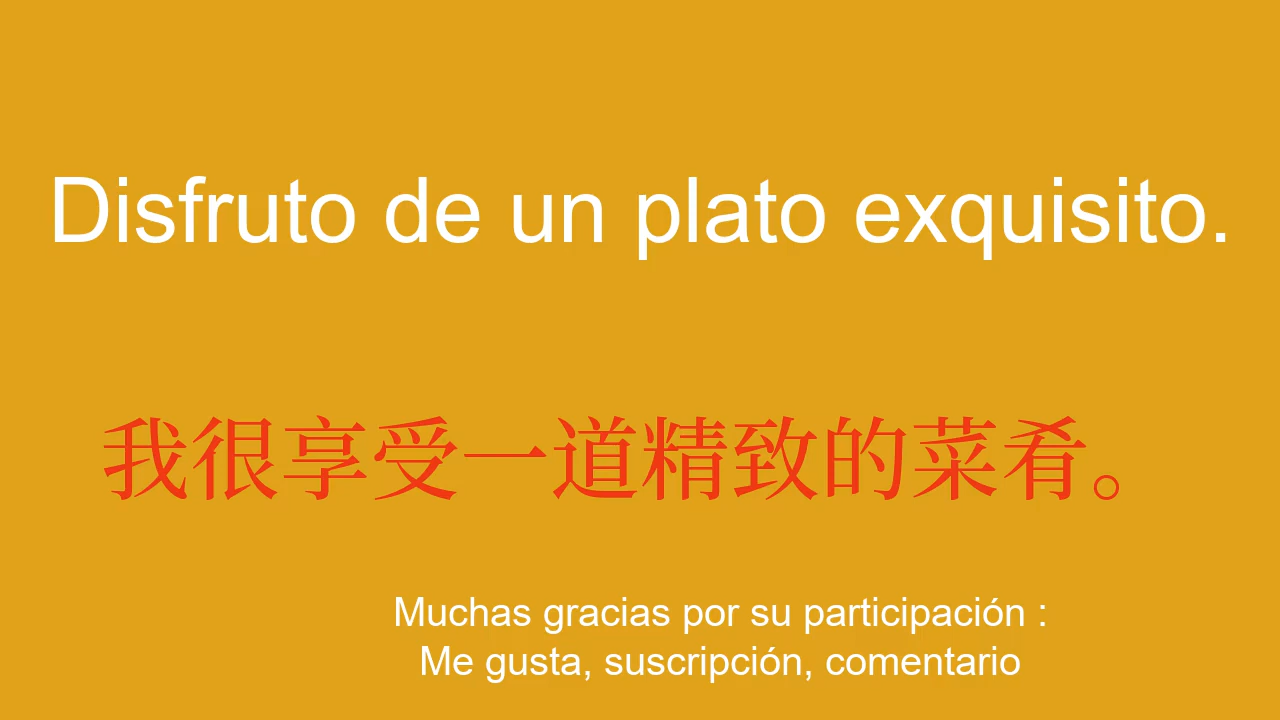 Disfruto de un plato exquisito.
我很享受一道精致的菜肴。
Muchas gracias por su participación :
Me gusta, suscripción, comentario